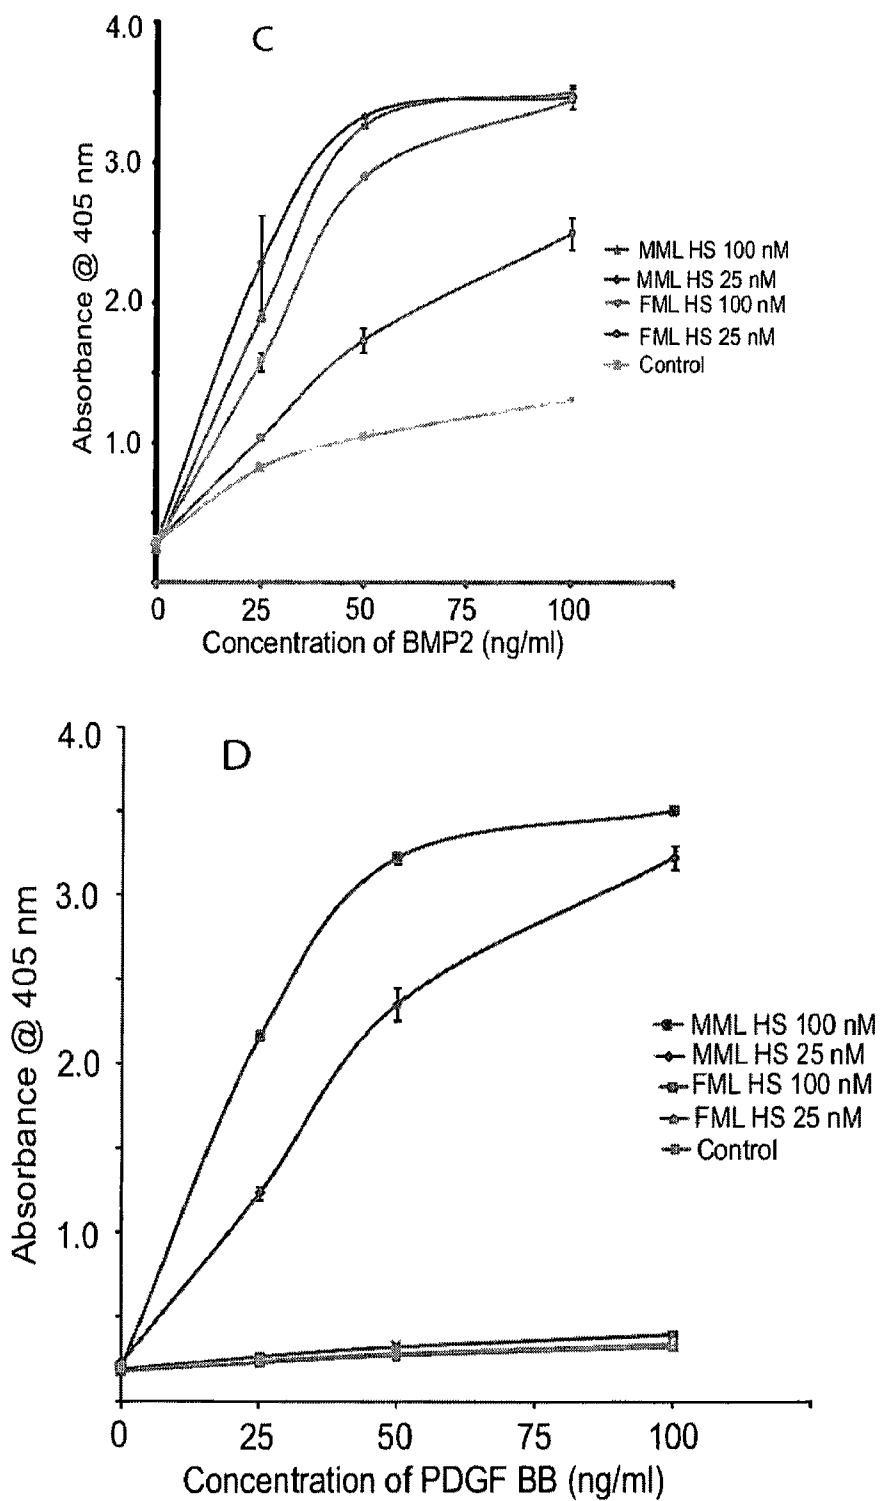 C
4.0
3.0
2.0
1.0
Absorbance @ 405 nm
0 25 50 75 100
Concentration of BMP2 (ng/ml)
MML HS 100 nM
MML HS 25 nM
FML HS 100 nM
FML HS 25 nM
Control
D
4.0
3.0
2.0
1.0
Absorbance @ 405 nm
0 25 50 75 100
Concentration of PDGF BB (ng/ml)
MML HS 100 nM
MML HS 25 nM
FML HS 100 nM
FML HS 25 nM
Control